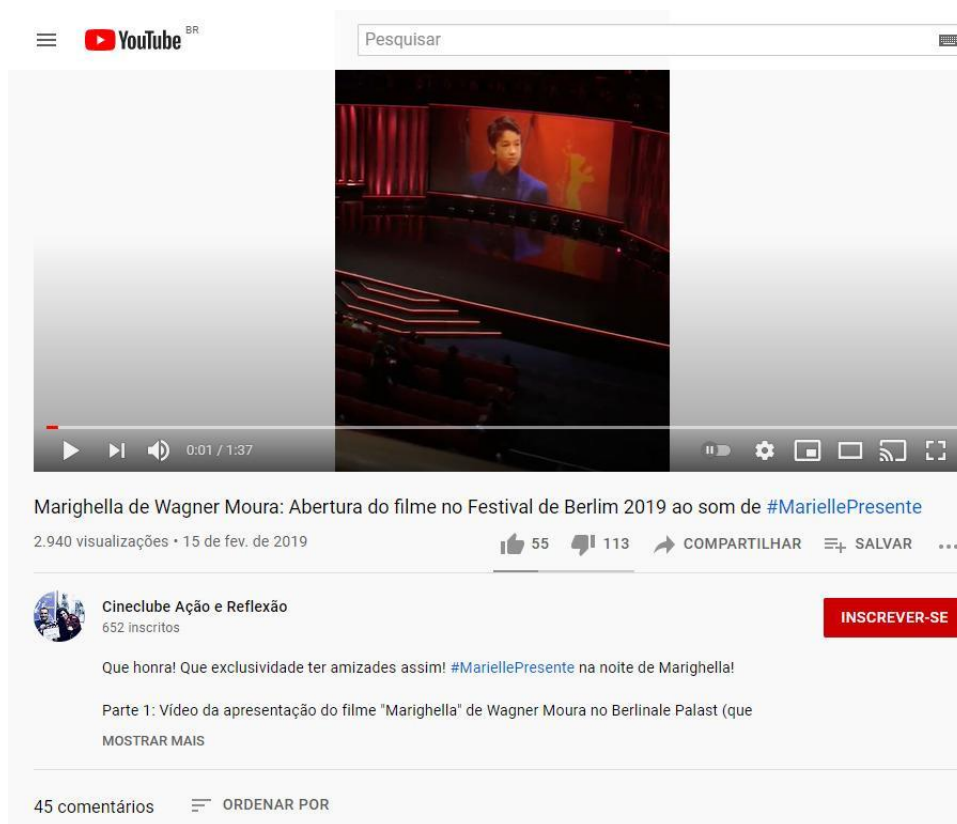 YouTube BR
Pesquisar
0:01 / 1:37
Marighella de Wagner Moura: Abertura do filme no Festival de Berlim 2019 ao som de #MariellePresente
2.940 visualizações • 15 de fev. de 2019 55 113 COMPARTILHAR SALVAR
Cineclube Ação e Reflexão
652 inscritos
INSCREVER-SE
Que honra! Que exclusividade ter amizades assim! #MariellePresente na noite de Marighella!
Parte 1: Vídeo da apresentação do filme "Marighella" de Wagner Moura no Berlinale Palast (que
MOSTRAR MAIS
45 comentários ORDENAR POR